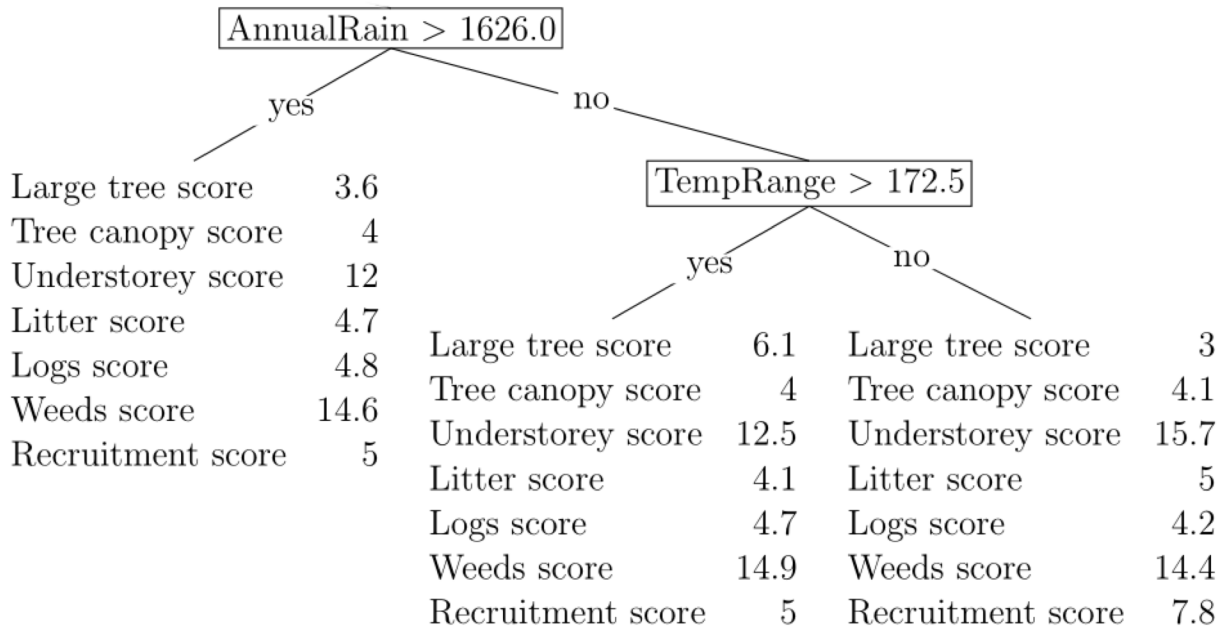 AnnualRain > 1626.0
yes
no
Large tree score 3.6
Tree canopy score 4
Understorey score 12
Litter score 4.7
Logs score 4.8
Weeds score 14.6
Recruitment score 5
TempRange > 172.5
yes
no
Large tree score 6.1
Tree canopy score 4
Understorey score 12.5
Litter score 4.1
Logs score 4.7
Weeds score 14.9
Recruitment score 5
Large tree score 3
Tree canopy score 4.1
Understorey score 15.7
Litter score 5
Logs score 4.2
Weeds score 14.4
Recruitment score 7.8